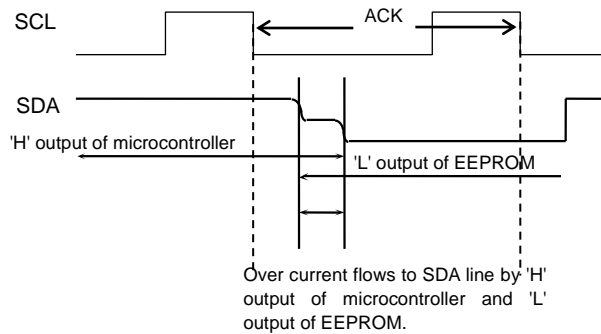 SCL
ACK
SDA
'H' output of microcontroller
'L' output of EEPROM
Over current flows to SDA line by 'H'
output of microcontroller and 'L'
output of EEPROM.